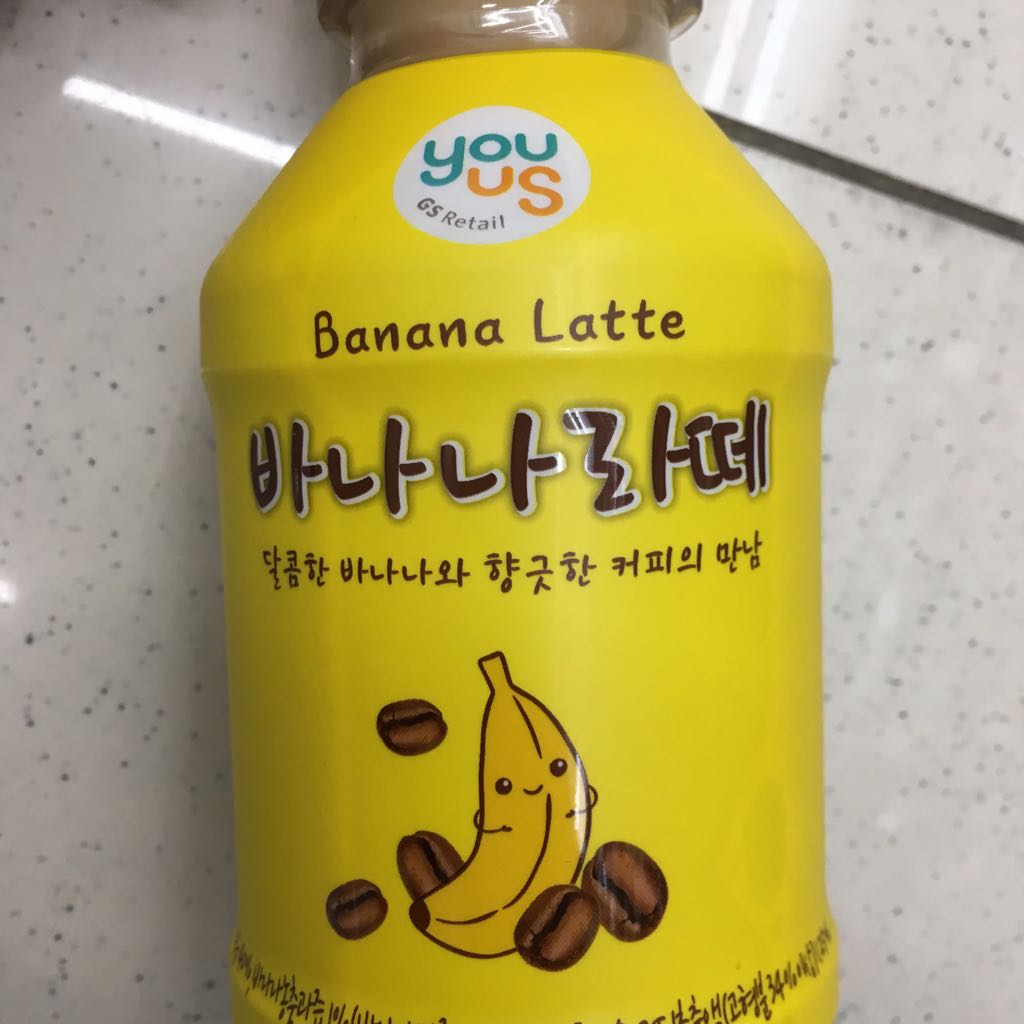 you
us
GS Retail
Banana Latte
바나나라떼
달콤한 바나나와 향긋한 커피의 만남